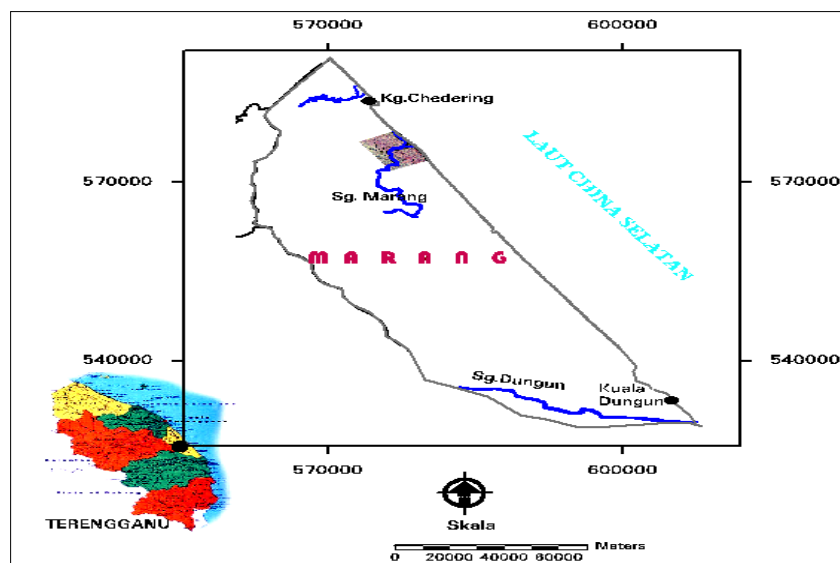 570000 600000
Kg.Chedering
LAUT CHINA SELATAN
570000 570000
Sg. Marang
MARANG
540000 540000
Sg.Dungun
Kuala
Dungun
570000 600000
TERENGGANU
Skala
Meters
0 20000 40000 60000